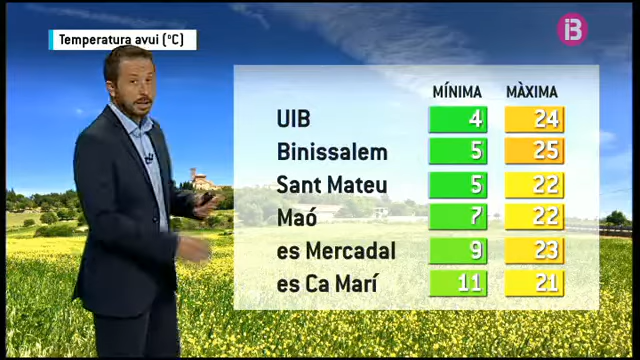 Temperatura avui (ºC)
MÍNIMA MÀXIMA
UIB 4 24
Binissalem 5 25
Sant Mateu 5 22
Maó 7 22
es Mercadal 9 23
es Ca Marí 11 21